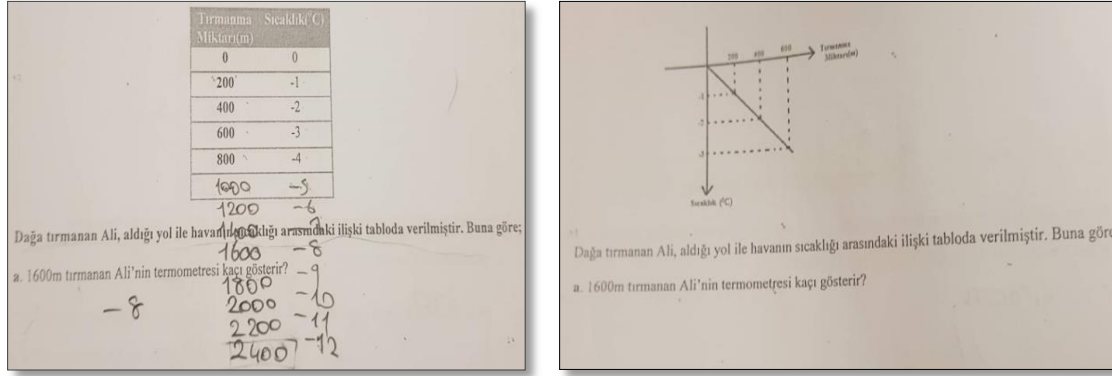 Tırmanma Sıcaklık(°C)
Miktarı(m)
0 0
200 -1
400 -2
600 -3
800 -4
1000 -5
1200 -6
Dağa tırmanan Ali, aldığı yol ile havanın sıcaklığı arasındaki ilişki tabloda verilmiştir. Buna göre;
1600 -8
a. 1600m tırmanan Ali'nin termometresi kaçı gösterir? -9
1800
-8 2000 -10
2200 -11
2400 -12
200 400 600 Tırmanma
Miktarı(m)
-1
-2
-3
Sıcaklık (°C)
Dağa tırmanan Ali, aldığı yol ile havanın sıcaklığı arasındaki ilişki tabloda verilmiştir. Buna göre
a. 1600m tırmanan Ali'nin termometresi kaçı gösterir?